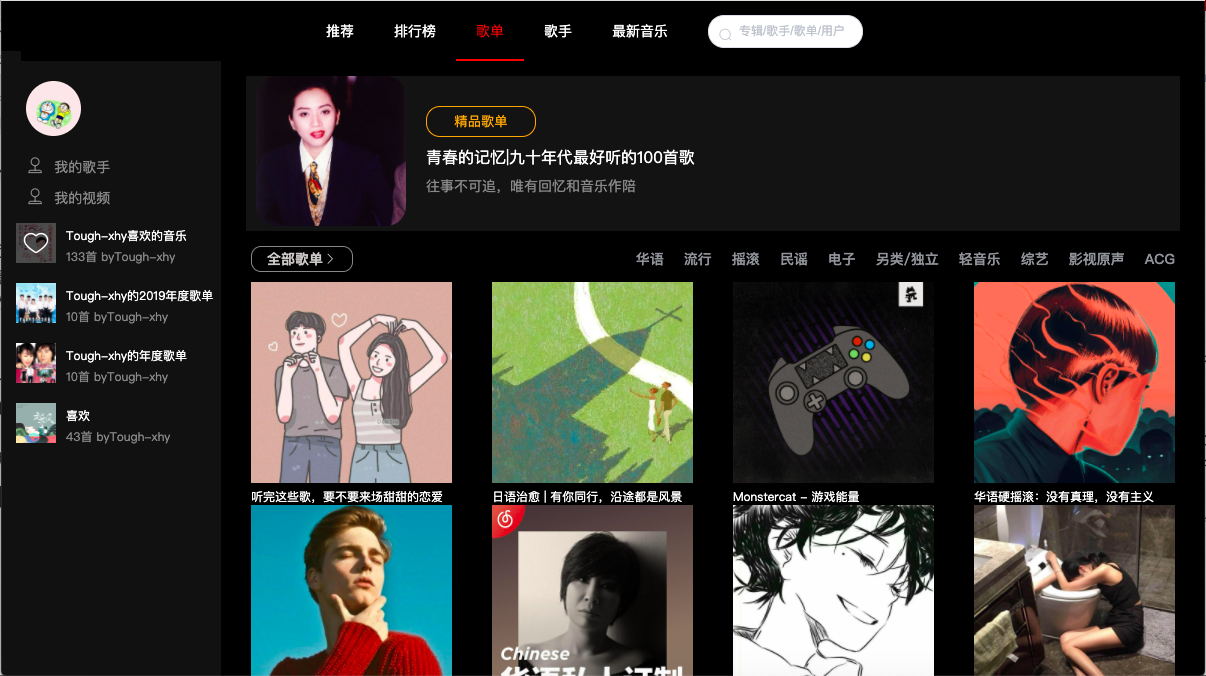 推荐 排行榜 歌单 歌手 最新音乐 专辑/歌手/歌单/用户
我的歌手
我的视频
Tough-xhy喜欢的音乐
133首 byTough-xhy
Tough-xhy的2019年度歌单
10首 byTough-xhy
Tough-xhy的年度歌单
10首 byTough-xhy
喜欢
43首 byTough-xhy
精品歌单
青春的记忆|九十年代最好听的100首歌
往事不可追，唯有回忆和音乐作陪
全部歌单 华语 流行 摇滚 民谣 电子 另类/独立 轻音乐 综艺 影视原声 ACG
听完这些歌，要不要来场甜甜的恋爱
日语治愈 | 有你同行，沿途都是风景
Monstercat - 游戏能量
华语硬摇滚：没有真理，没有主义
Chinese
华语私人订制